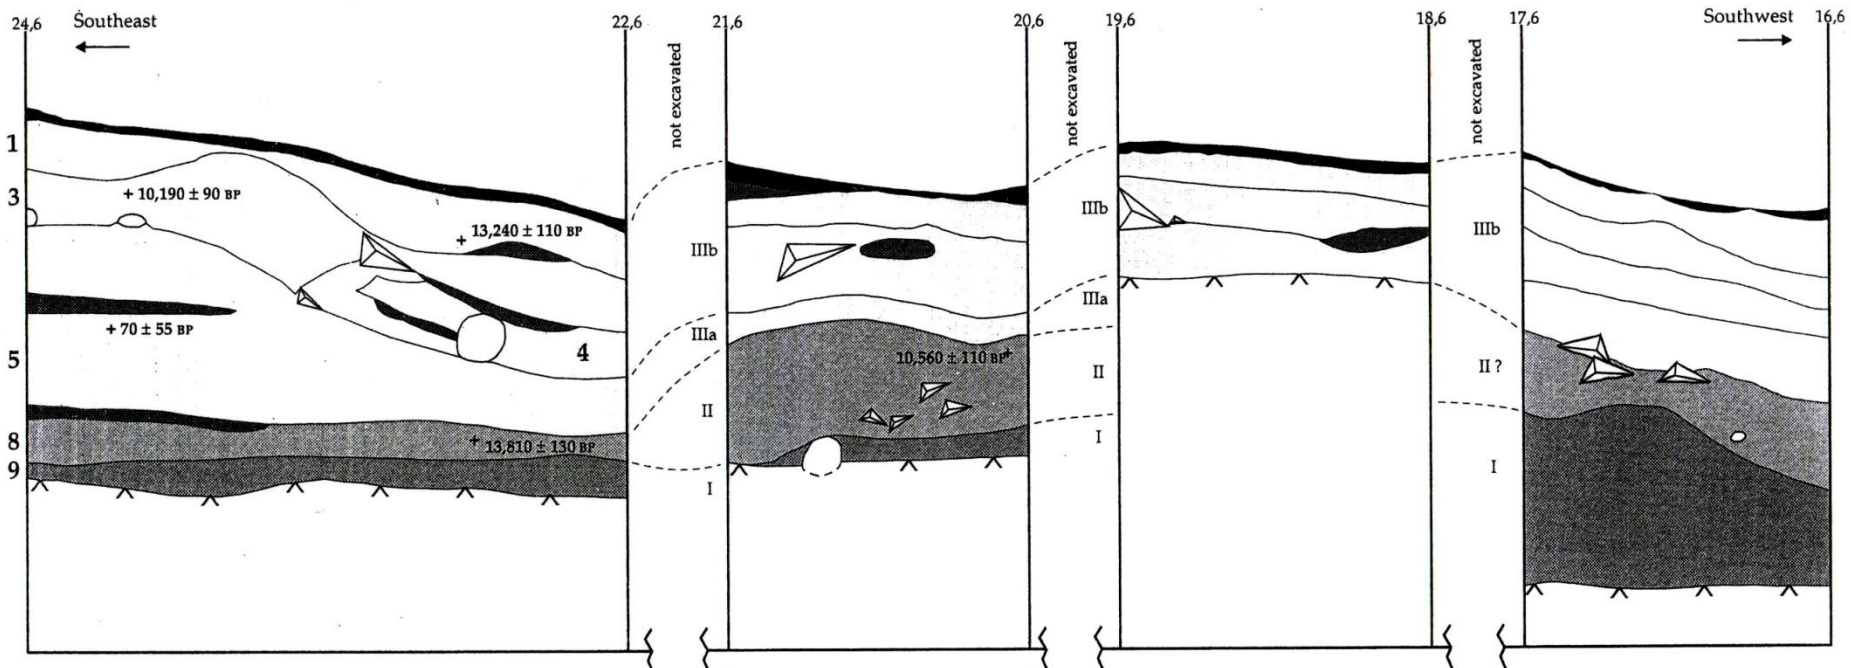 24,6
Southeast
22,6
21,6
20,6
19,6
18,6
17,6
Southwest
16,6
not excavated
not excavated
1
3
+ 10,190 ± 90 BP
+ 13,240 ± 110 BP
IIIb
IIIb
IIIb
IIIa
IIIa
+ 70 ± 55 BP
4
5
10,560 ± 110 BP+
II
II
II ?
8
+ 13,810 ± 130 BP
9
I
I
I